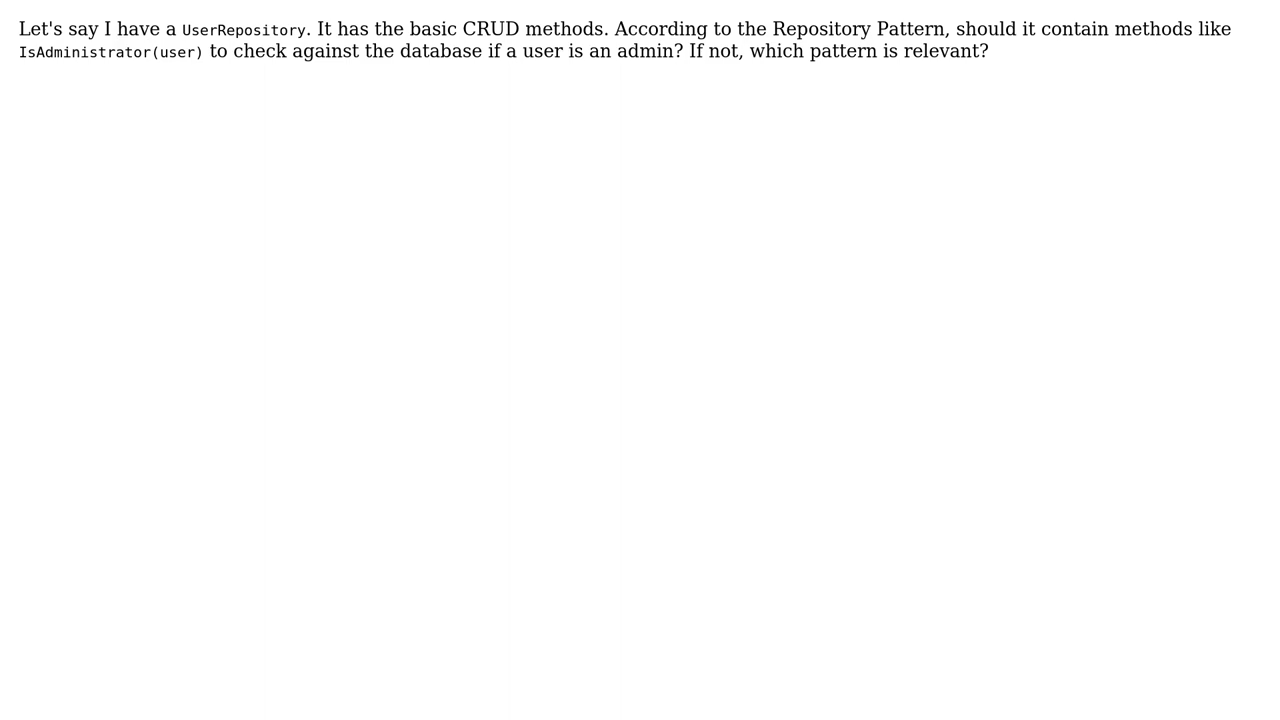 Let's say I have a UserRepository. It has the basic CRUD methods. According to the Repository Pattern, should it contain methods like
IsAdministrator(user) to check against the database if a user is an admin? If not, which pattern is relevant?